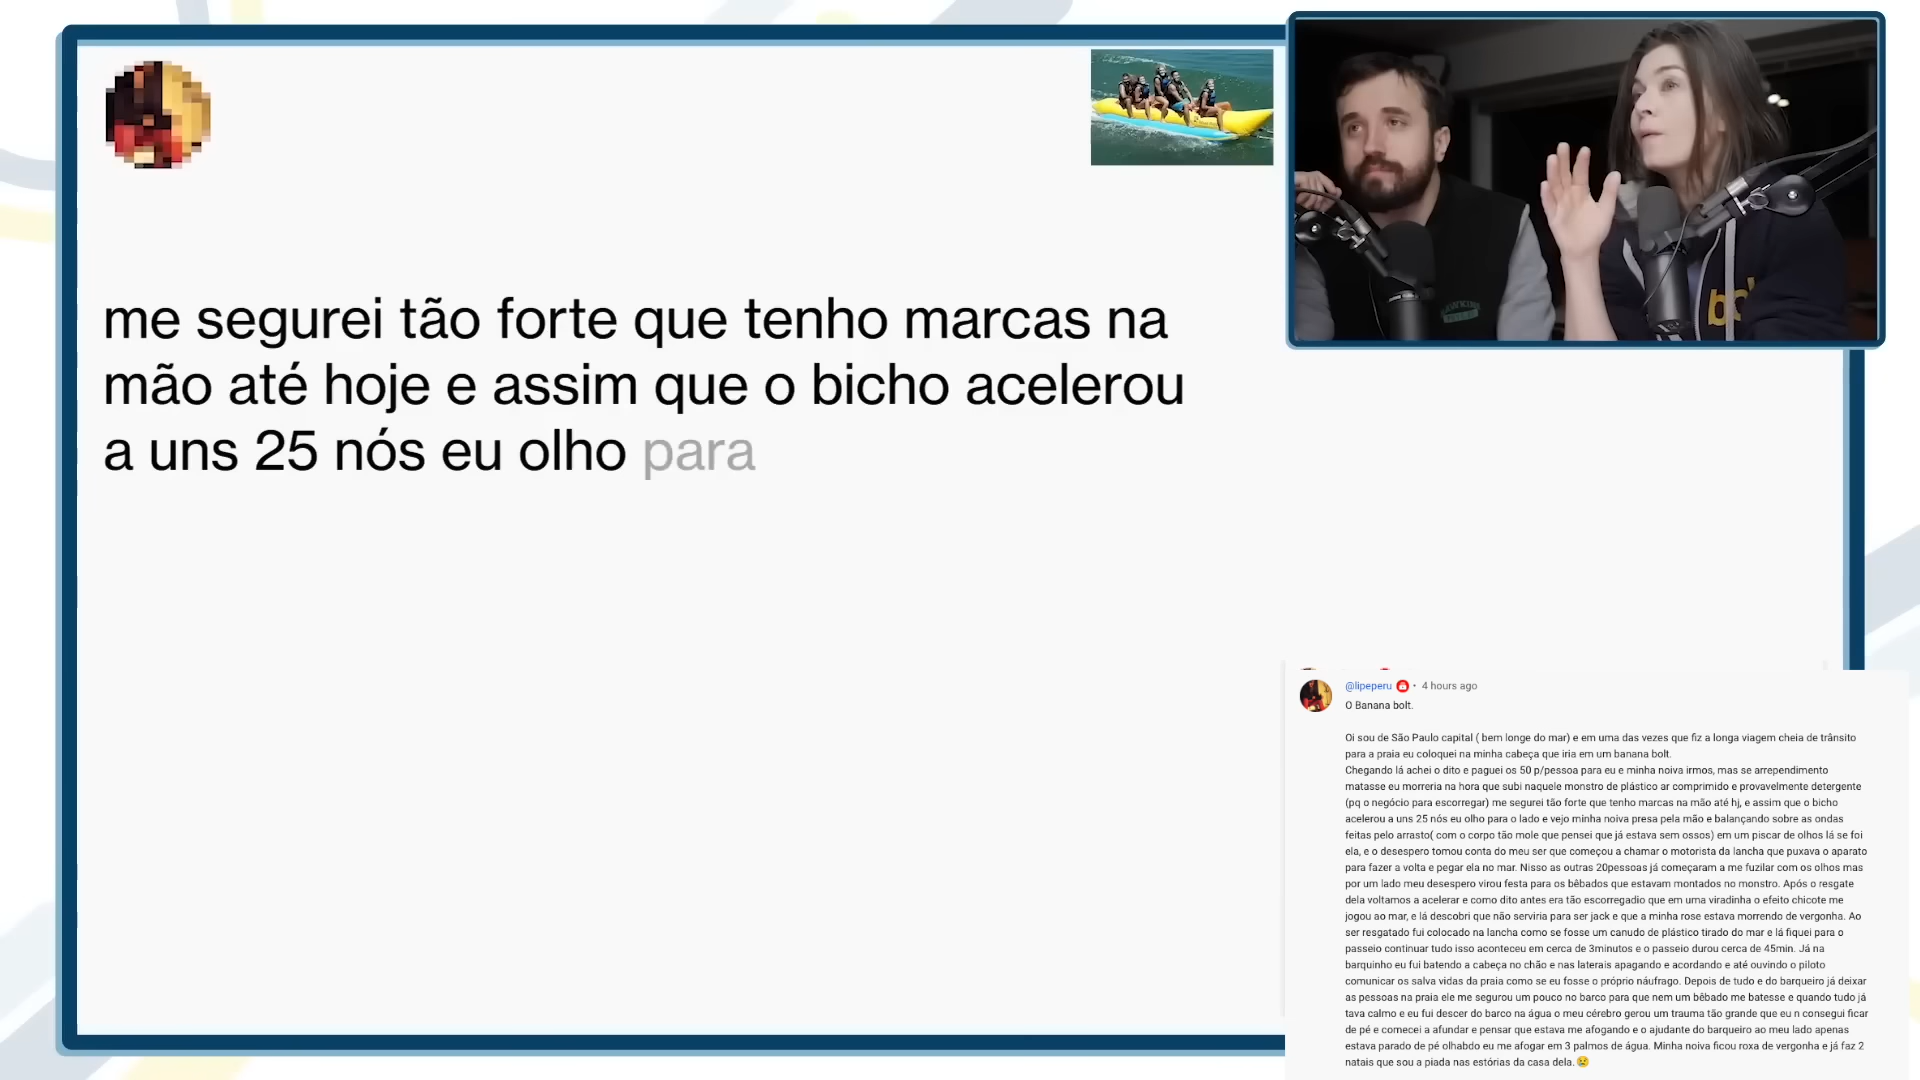 me segurei tão forte que tenho marcas na
mão até hoje e assim que o bicho acelerou
a uns 25 nós eu olho para
@lipeperu • 4 hours ago
O Banana bolt.
Oi sou de São Paulo capital ( bem longe do mar) e em uma das vezes que fiz a longa viagem cheia de trânsito
para a praia eu coloquei na minha cabeça que iria em um banana bolt.
Chegando lá achei o dito e paguei os 50 p/pessoa para eu e minha noiva irmos, mas se arrependimento
matasse eu morreria na hora que subi naquele monstro de plástico ar comprimido e provavelmente detergente
(pq o negócio para escorregar) me segurei tão forte que tenho marcas na mão até hj, e assim que o bicho
acelerou a uns 25 nós eu olho para o lado e vejo minha noiva presa pela mão e balançando sobre as ondas
feitas pelo arrasto( com o corpo tão mole que pensei que já estava sem ossos) em um piscar de olhos lá se foi
ela, e o desespero tomou conta do meu ser que começou a chamar o motorista da lancha que puxava o aparato
para fazer a volta e pegar ela no mar. Nisso as outras 20pessoas já começaram a me fuzilar com os olhos mas
por um lado meu desespero virou festa para os bêbados que estavam montados no monstro. Após o resgate
dela voltamos a acelerar e como dito antes era tão escorregadio que em uma viradinha o efeito chicote me
jogou ao mar, e lá descobri que não serviria para ser jack e que a minha rose estava morrendo de vergonha. Ao
ser resgatado fui colocado na lancha como se fosse um canudo de plástico tirado do mar e lá fiquei para o
passeio continuar tudo isso aconteceu em cerca de 3minutos e o passeio durou cerca de 45min. Já na
barquinho eu fui batendo a cabeça no chão e nas laterais apagando e acordando e até ouvindo o piloto
comunicar os salva vidas da praia como se eu fosse o próprio náufrago. Depois de tudo e do barqueiro já deixar
as pessoas na praia ele me segurou um pouco no barco para que nem um bêbado me batesse e quando tudo já
tava calmo e eu fui descer do barco na água o meu cérebro gerou um trauma tão grande que eu n consegui ficar
de pé e comecei a afundar e pensar que estava me afogando e o ajudante do barqueiro ao meu lado apenas
estava parado de pé olhabdo eu me afogar em 3 palmos de água. Minha noiva ficou roxa de vergonha e já faz 2
natais que sou a piada nas estórias da casa dela.😢